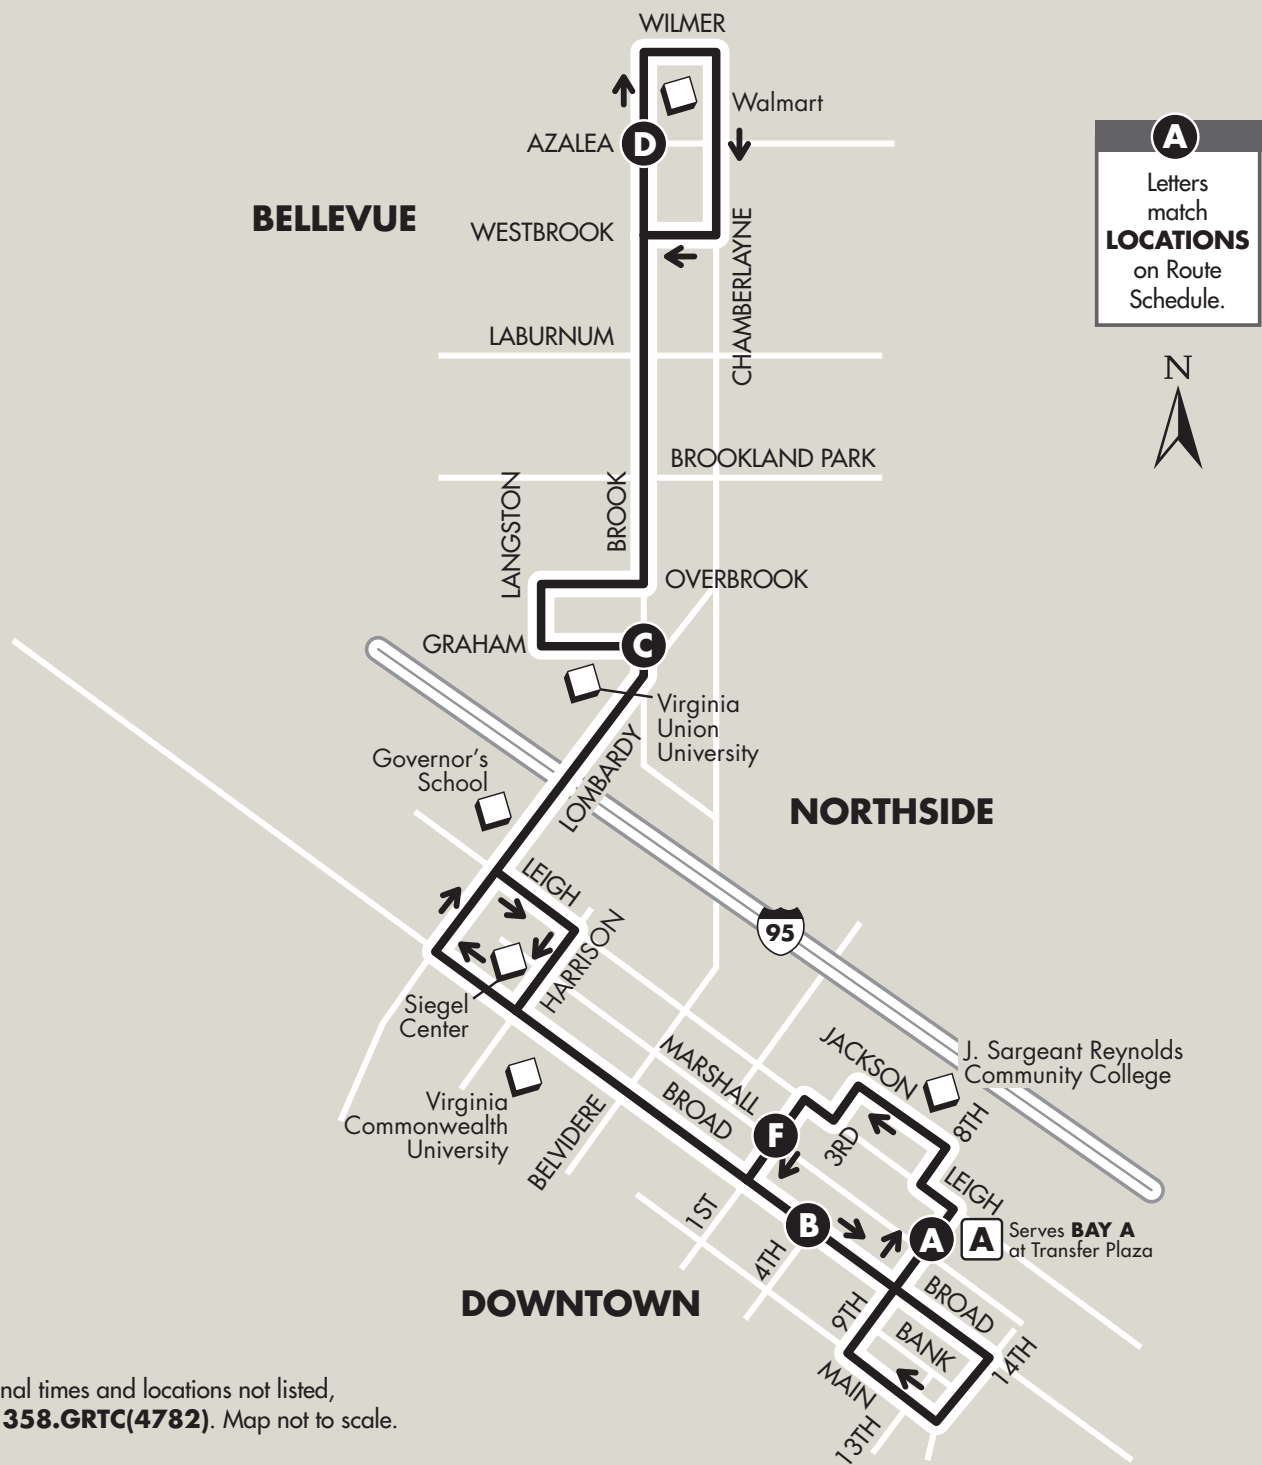 WILMER
Walmart
AZALEA
D
BELLEVUE
WESTBROOK
CHAMBERLAYNE
LABURNUM
A
Letters
match
LOCATIONS
on Route
Schedule.
N
BROOKLAND PARK
LANGSTON
BROOK
OVERBROOK
GRAHAM
C
Virginia
Union
University
Governor's
School
LOMBARDY
NORTHSIDE
LEIGH
HARRISON
95
Siegel
Center
Virginia
Commonwealth
University
MARSHALL
BROAD
BELVIDERE
JACKSON
J. Sargeant Reynolds
Community College
8TH
F
3RD
LEIGH
1ST
B
4TH
A
A
Serves BAY A
at Transfer Plaza
DOWNTOWN
9TH
BROAD
BANK
14TH
MAIN
13TH
nal times and locations not listed,
358.GRTC(4782). Map not to scale.